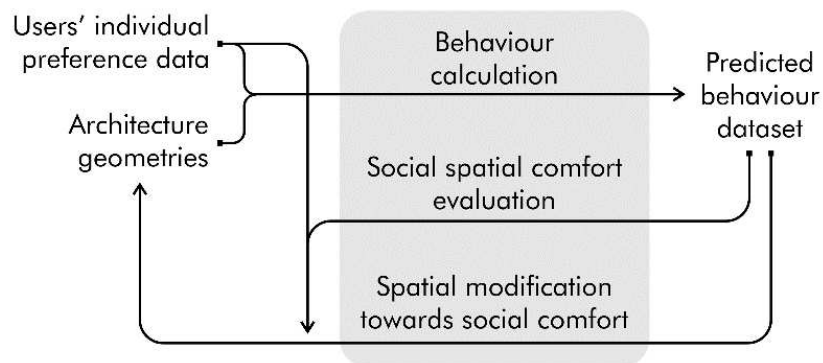 Users' individual
preference data
Architecture
geometries
Behaviour
calculation
Social spatial comfort
evaluation
Spatial modification
towards social comfort
Predicted
behaviour
dataset